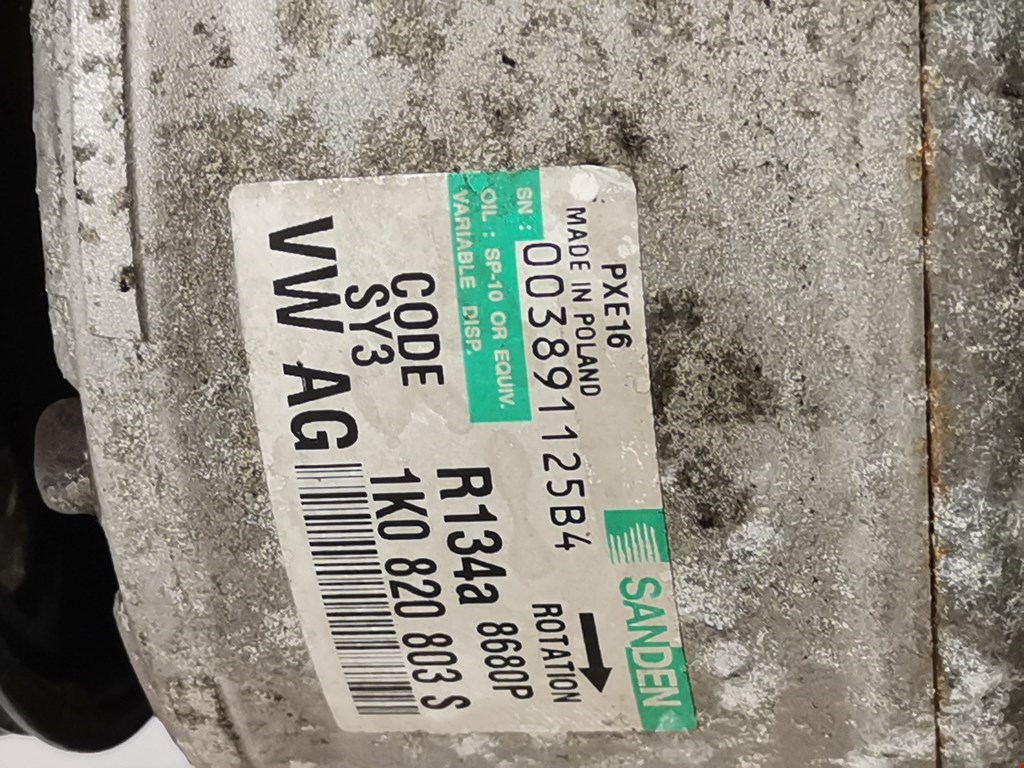 PXE16
SANDEN
MADE IN POLAND
SN : 003891125B4
ROTATION
OIL : SP-10 OR EQUIV.
VARIABLE DISP.
R134a 8680P
CODE
SY3
1K0 820 803 S
VW AG